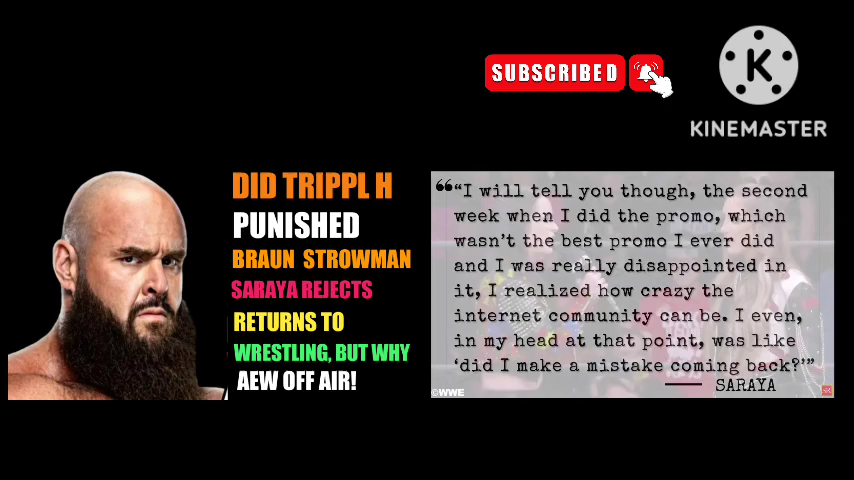 SUBSCRIBED
K
KINEMASTER
DID TRIPPL H
PUNISHED
BRAUN STROWMAN
SARAYA REJECTS
RETURNS TO
WRESTLING, BUT WHY
AEW OFF AIR!
““I will tell you though, the second
week when I did the promo, which
wasn't the best promo I ever did
and I was really disappointed in
it, I realized how crazy the
internet community can be. I even,
in my head at that point, was like
‘did I make a mistake coming back?’”
SARAYA
©WWE